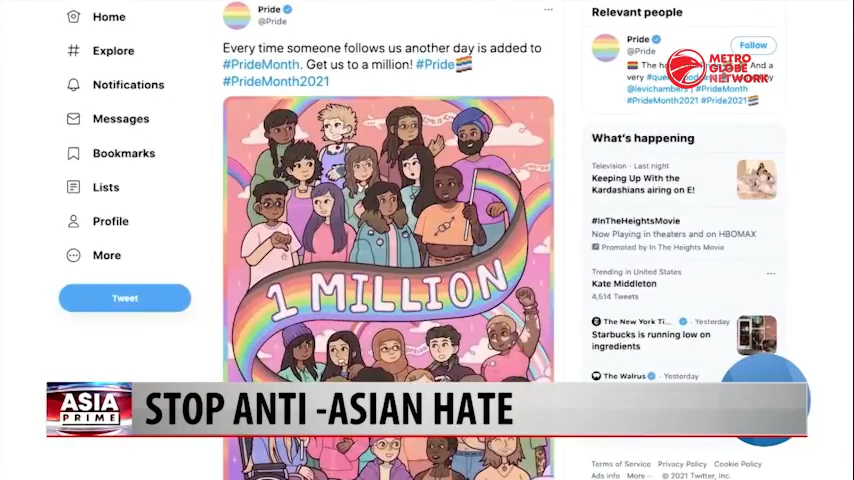 Home
Explore
Notifications
Messages
Bookmarks
Lists
Profile
More
Tweet
Pride
@Pride
Every time someone follows us another day is added to
#PrideMonth. Get us to a million! #Pride
#PrideMonth2021
1 MILLION
Relevant people
Pride
@Pride
Follow
METRO
GLOBE
NETWORK
And a
very
@levichambers
#PrideMonth
#PrideMonth2021 #Pride2021
What's happening
Television · Last night
Keeping Up With the
Kardashians airing on E!
#InTheHeightsMovie
Now Playing in theaters and on HBOMAX
Promoted by In The Heights Movie
Trending in United States
Kate Middleton
4,514 Tweets
The New York Ti... · Yesterday
Starbucks is running low on
ingredients
The Walrus · Yesterday
ASIA
PRIME
STOP ANTI -ASIAN HATE
Terms of Service Privacy Policy Cookie Policy
Ads info More ··· © 2021 Twitter, Inc.